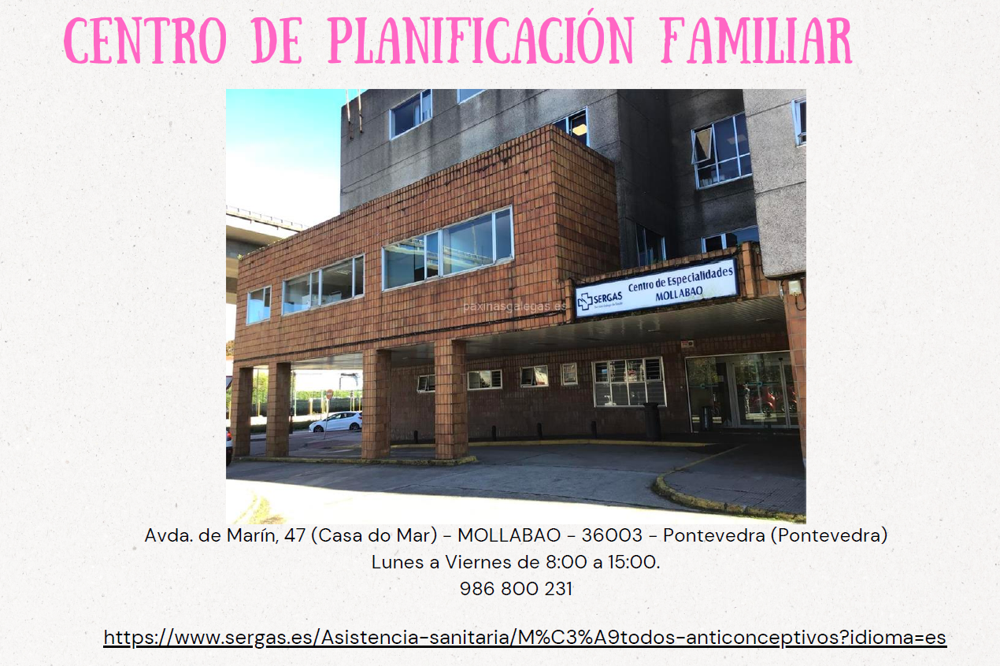 CENTRO DE PLANIFICACIÓN FAMILIAR
SERGAS
Centro de Especialidades
MOLLABAO
paxinasgalegas.es
Avda. de Marín, 47 (Casa do Mar) - MOLLABAO - 36003 - Pontevedra (Pontevedra)
Lunes a Viernes de 8:00 a 15:00.
986 800 231
https://www.sergas.es/Asistencia-sanitaria/M%C3%A9todos-anticonceptivos?idioma=es